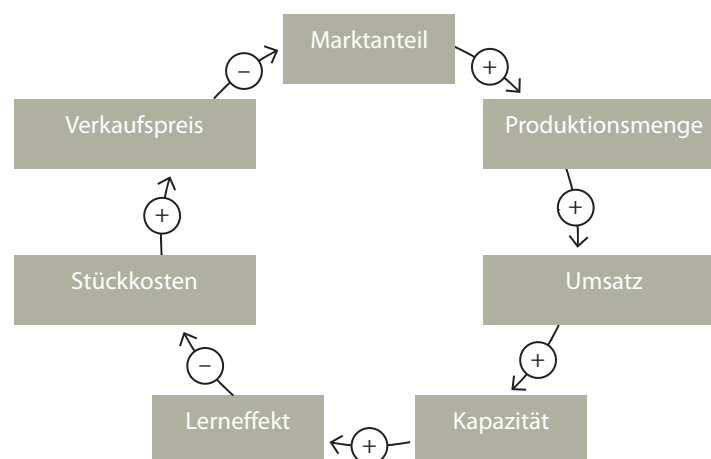 Marktanteil
−
+
Verkaufspreis
Produktionsmenge
+
+
Stückkosten
Umsatz
−
+
Lerneffekt
+
Kapazität